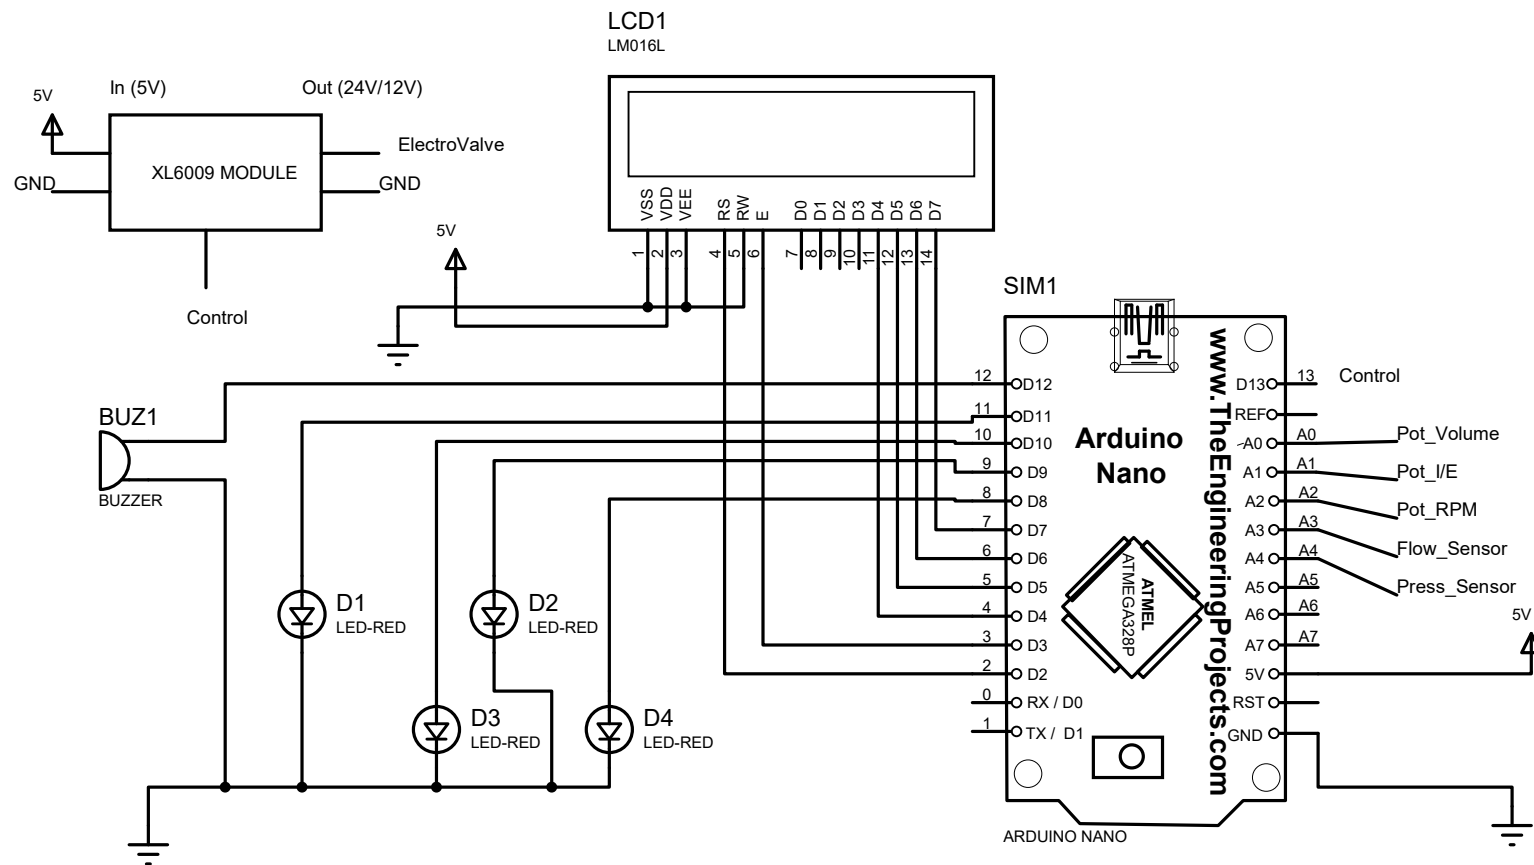 LCD1
LM016L
5V
In (5V)
Out (24V/12V)
ElectroValve
XL6009 MODULE
GND
GND
Control
VSS
VDD
VEE
RS
RW
E
D0
D1
D2
D3
D4
D5
D6
D7
1
2
3
4
5
6
7
8
9
10
11
12
13
14
5V
SIM1
BUZ1
BUZZER
12
D12
11
D11
10
D10
9
D9
8
D8
7
D7
6
D6
5
D5
4
D4
3
D3
2
D2
0
RX / D0
1
TX / D1
Arduino
Nano
ATMEL
ATMEGA328P
www.TheEngineeringProjects.com
D13
13
Control
REF
A0
A0
Pot_Volume
A1
A1
Pot_I/E
A2
A2
Pot_RPM
A3
A3
Flow_Sensor
A4
A4
Press_Sensor
A5
A5
A6
A6
A7
A7
5V
5V
RST
GND
D1
LED-RED
D2
LED-RED
D3
LED-RED
D4
LED-RED
ARDUINO NANO